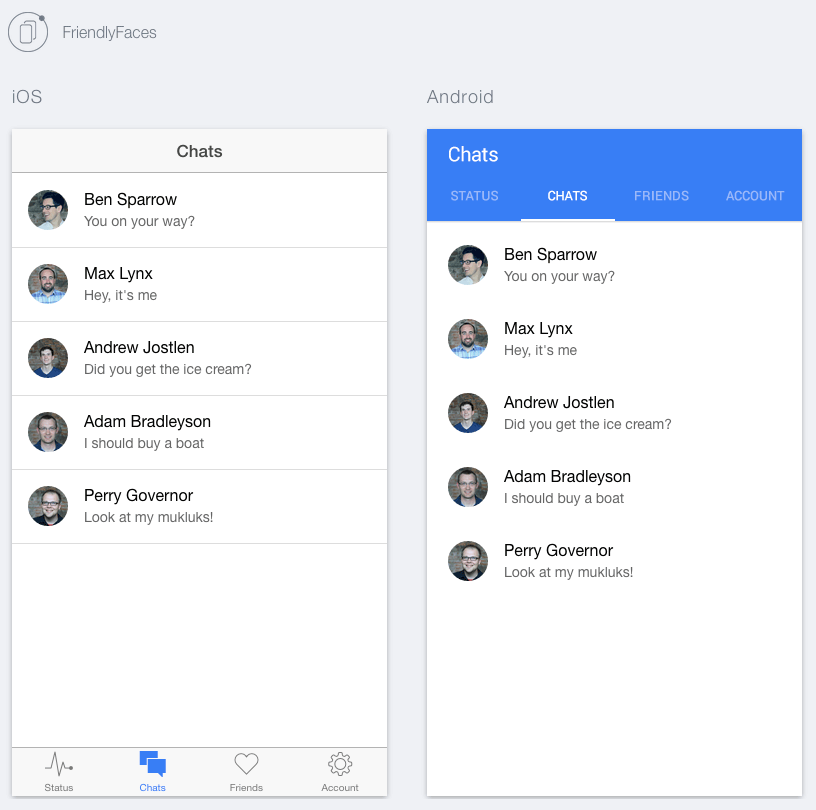 FriendlyFaces
iOS
Chats
Ben Sparrow
You on your way?
Max Lynx
Hey, it's me
Andrew Jostlen
Did you get the ice cream?
Adam Bradleyson
I should buy a boat
Perry Governor
Look at my mukluks!
Status Chats Friends Account
Android
Chats
STATUS CHATS FRIENDS ACCOUNT
Ben Sparrow
You on your way?
Max Lynx
Hey, it's me
Andrew Jostlen
Did you get the ice cream?
Adam Bradleyson
I should buy a boat
Perry Governor
Look at my mukluks!